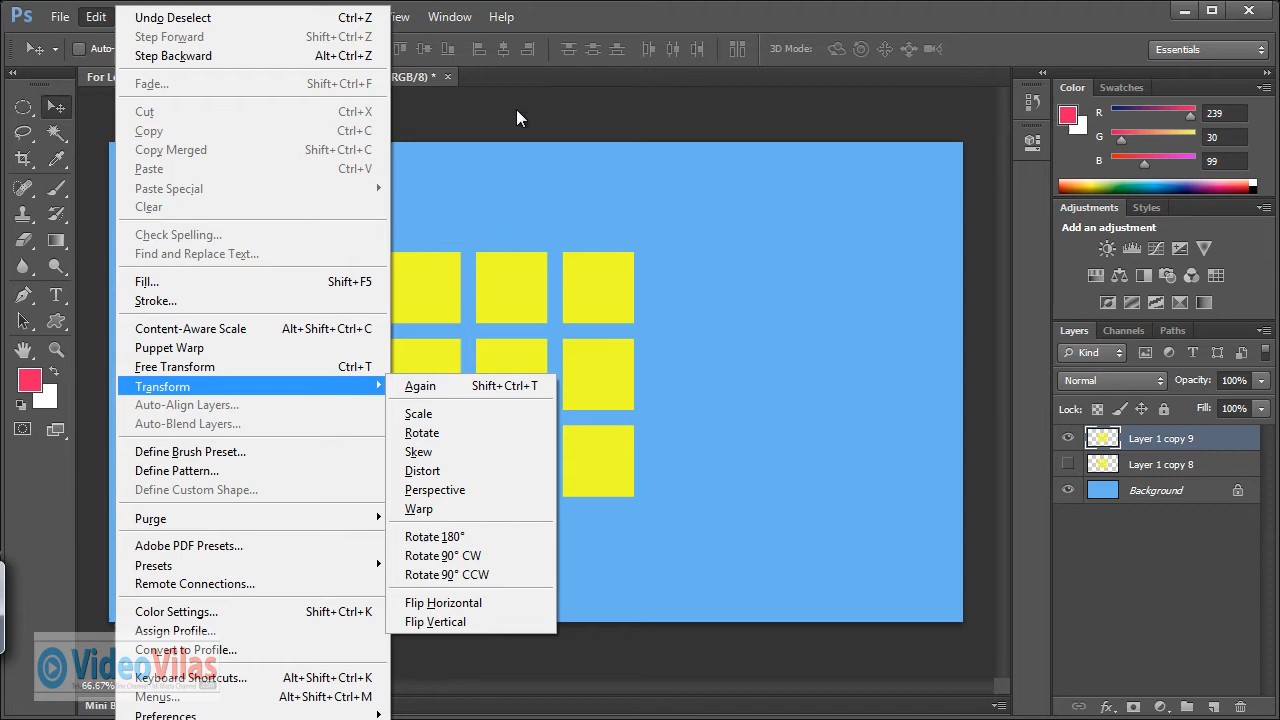 Ps File Edit View Window Help
Auto-
3D Mode:
Essentials
For Le RGB/8) * ×
Undo Deselect Ctrl+Z
Step Forward Shift+Ctrl+Z
Step Backward Alt+Ctrl+Z
Fade... Shift+Ctrl+F
Cut Ctrl+X
Copy Ctrl+C
Copy Merged Shift+Ctrl+C
Paste Ctrl+V
Paste Special
Clear
Check Spelling...
Find and Replace Text...
Fill... Shift+F5
Stroke...
Content-Aware Scale Alt+Shift+Ctrl+C
Puppet Warp
Free Transform Ctrl+T
Transform
Auto-Align Layers...
Auto-Blend Layers...
Define Brush Preset...
Define Pattern...
Define Custom Shape...
Purge
Adobe PDF Presets...
Presets
Remote Connections...
Color Settings... Shift+Ctrl+K
Assign Profile...
Convert to Profile...
Keyboard Shortcuts... Alt+Shift+Ctrl+K
Menus... Alt+Shift+Ctrl+M
Preferences
Again Shift+Ctrl+T
Scale
Rotate
Skew
Distort
Perspective
Warp
Rotate 180°
Rotate 90° CW
Rotate 90° CCW
Flip Horizontal
Flip Vertical
Color Swatches
R 239
G 30
B 99
Adjustments Styles
Add an adjustment
Layers Channels Paths
Kind
Normal Opacity: 100%
Lock: Fill: 100%
Layer 1 copy 9
Layer 1 copy 8
Background
VideoVilas
66.67%
Mini B